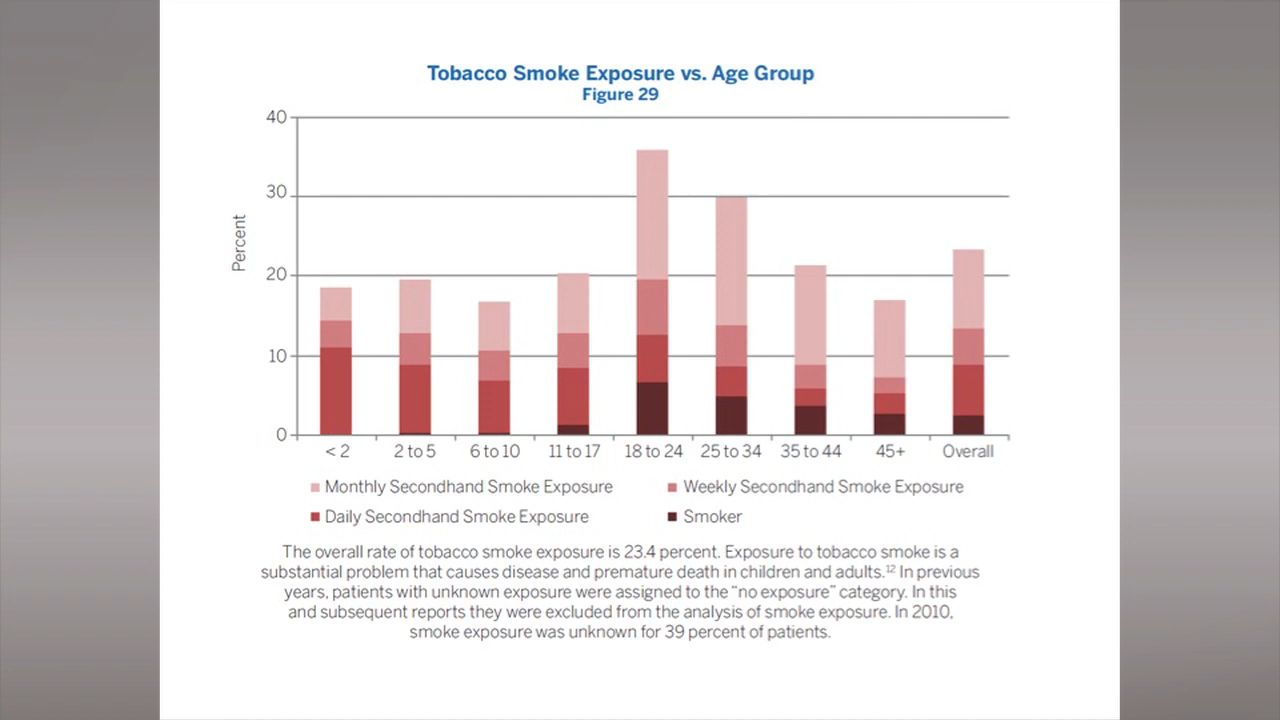 Tobacco Smoke Exposure vs. Age Group
Figure 29
40
30
20
10
0
Percent
< 2 2 to 5 6 to 10 11 to 17 18 to 24 25 to 34 35 to 44 45+ Overall
Monthly Secondhand Smoke Exposure Weekly Secondhand Smoke Exposure
Daily Secondhand Smoke Exposure Smoker
The overall rate of tobacco smoke exposure is 23.4 percent. Exposure to tobacco smoke is a
substantial problem that causes disease and premature death in children and adults.¹² In previous
years, patients with unknown exposure were assigned to the “no exposure” category. In this
and subsequent reports they were excluded from the analysis of smoke exposure. In 2010,
smoke exposure was unknown for 39 percent of patients.